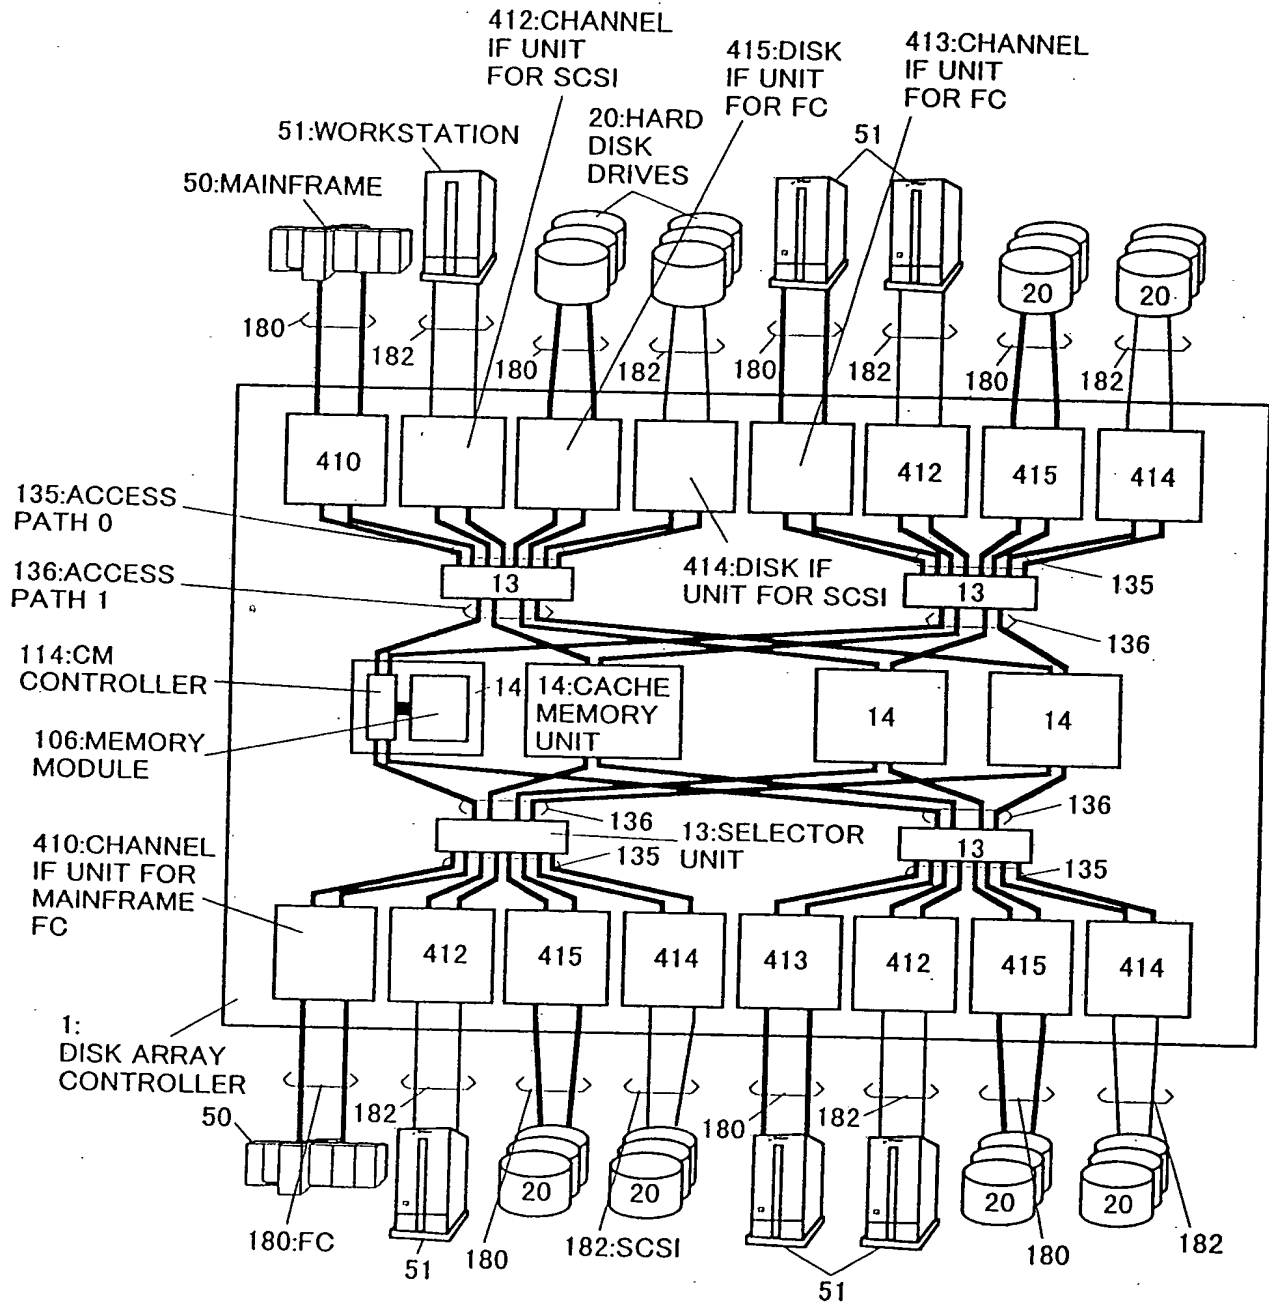 412:CHANNEL
IF UNIT
FOR SCSI
415:DISK
IF UNIT
FOR FC
413:CHANNEL
IF UNIT
FOR FC
51:WORKSTATION
20:HARD
DISK
DRIVES
51
50:MAINFRAME
20
20
180
182
180
182
180
182
180
182
410
412
415
414
135:ACCESS
PATH 0
136:ACCESS
PATH 1
13
414:DISK IF
UNIT FOR SCSI
13
135
136
114:CM
CONTROLLER
14
14:CACHE
MEMORY
UNIT
14
14
106:MEMORY
MODULE
136
136
13:SELECTOR
UNIT
13
135
135
410:CHANNEL
IF UNIT FOR
MAINFRAME
FC
412
415
414
413
412
415
414
1:
DISK ARRAY
CONTROLLER
182
180
182
50
20
20
20
20
180:FC
51
180
182:SCSI
51
180
182